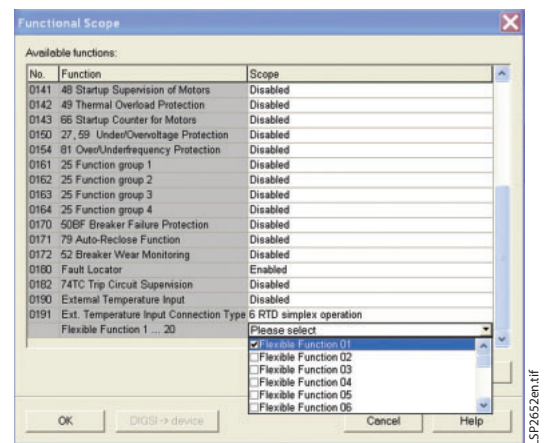 Functional Scope
Available functions:
No. Function Scope
0141 48 Startup Supervision of Motors Disabled
0142 49 Thermal Overload Protection Disabled
0143 66 Startup Counter for Motors Disabled
0150 27, 59 Under/Overvoltage Protection Disabled
0154 81 Over/Underfrequency Protection Disabled
0161 25 Function group 1 Disabled
0162 25 Function group 2 Disabled
0163 25 Function group 3 Disabled
0164 25 Function group 4 Disabled
0170 50BF Breaker Failure Protection Disabled
0171 79 Auto-Reclose Function Disabled
0172 52 Breaker Wear Monitoring Disabled
0180 Fault Locator Enabled
0182 74TC Trip Circuit Supervision Disabled
0190 External Temperature Input Disabled
0191 Ext. Temperature Input Connection Type 6 RTD simplex operation
Flexible Function 1 ... 20 Please select
Flexible Function 01
Flexible Function 02
Flexible Function 03
Flexible Function 04
Flexible Function 05
Flexible Function 06
OK DIGSI -> device Cancel Help
SP2652en.tif